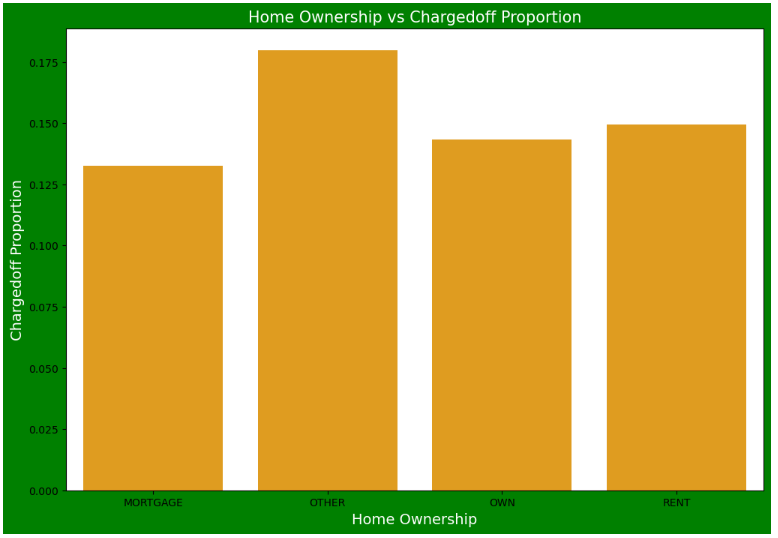 Home Ownership vs Chargedoff Proportion
Chargedoff Proportion
0.175
0.150
0.125
0.100
0.075
0.050
0.025
0.000
MORTGAGE
OTHER
OWN
RENT
Home Ownership